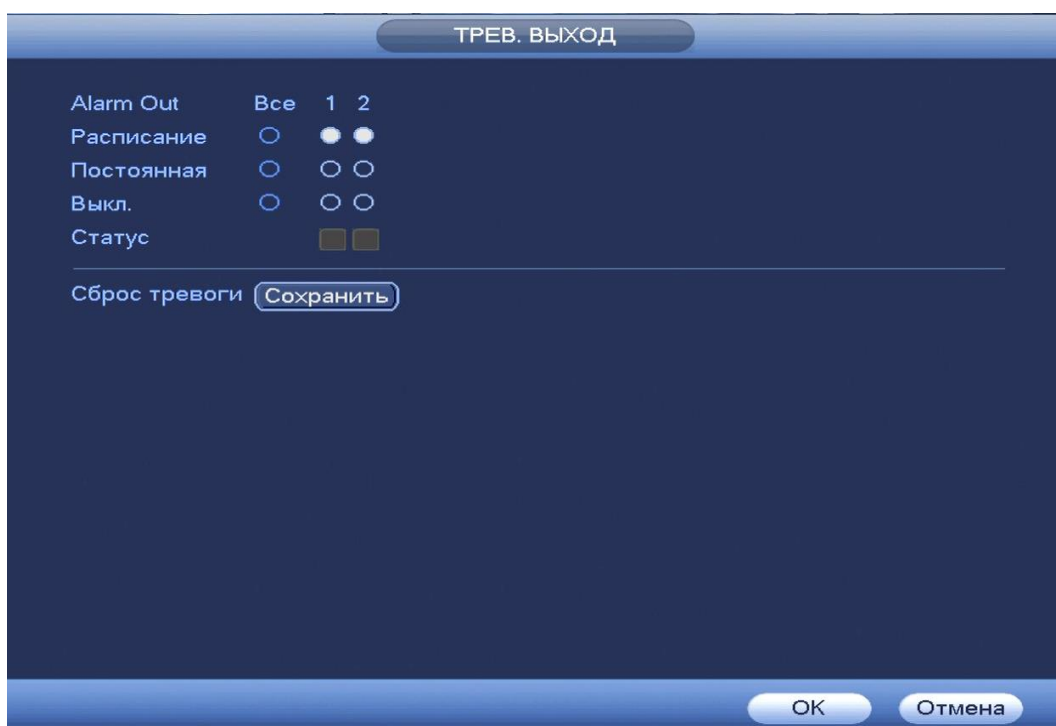 ТРЕВ. ВЫХОД
Alarm Out Все 1 2
Расписание
Постоянная
Выкл.
Статус
Сброс тревоги Сохранить
OK Отмена